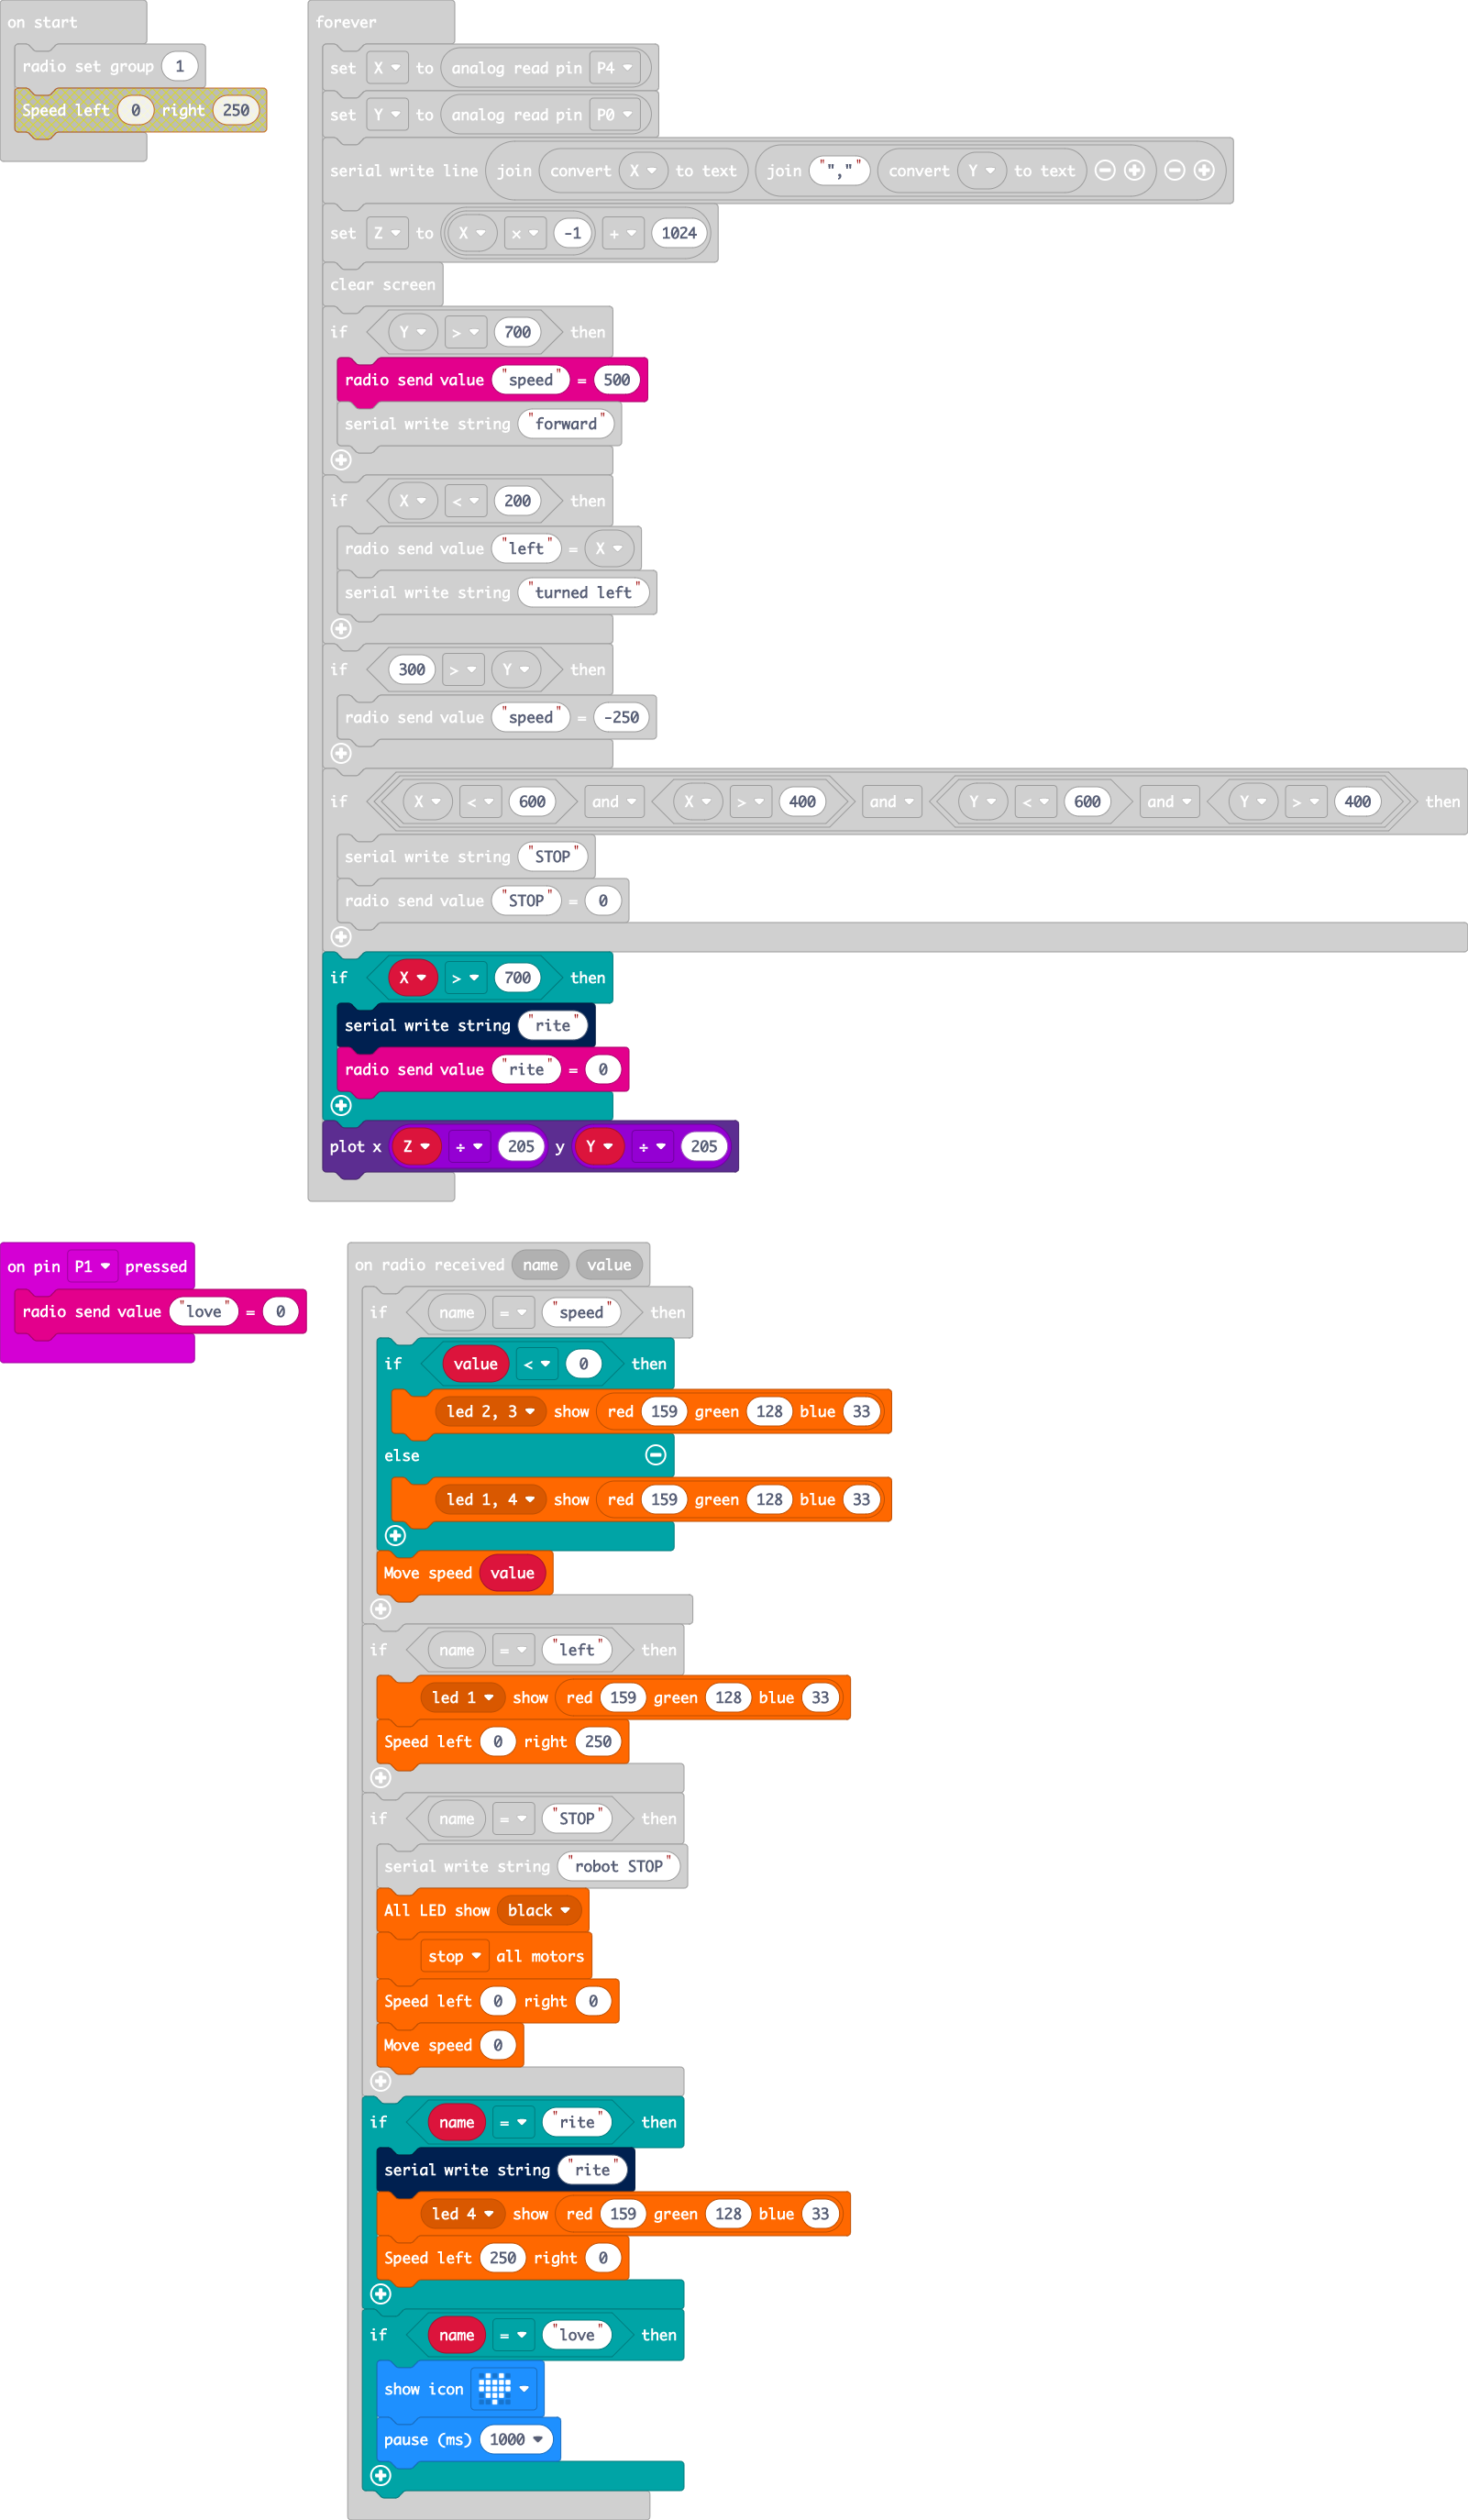 on start
radio set group 1
Speed left 0 right 250
forever
set X to analog read pin P4
set Y to analog read pin P0
serial write line join convert X to text join "","" convert Y to text
set Z to X × -1 + 1024
clear screen
if Y > 700 then
radio send value "speed" = 500
serial write string "forward"
if X < 200 then
radio send value "left" = X
serial write string "turned left"
if 300 > Y then
radio send value "speed" = -250
if X < 600 and X > 400 and Y < 600 and Y > 400 then
serial write string "STOP"
radio send value "STOP" = 0
if X > 700 then
serial write string "rite"
radio send value "rite" = 0
plot x Z ÷ 205 y Y ÷ 205
on pin P1 pressed
radio send value "love" = 0
on radio received name value
if name = "speed" then
if value < 0 then
led 2, 3 show red 159 green 128 blue 33
else
led 1, 4 show red 159 green 128 blue 33
Move speed value
if name = "left" then
led 1 show red 159 green 128 blue 33
Speed left 0 right 250
if name = "STOP" then
serial write string "robot STOP"
All LED show black
stop all motors
Speed left 0 right 0
Move speed 0
if name = "rite" then
serial write string "rite"
led 4 show red 159 green 128 blue 33
Speed left 250 right 0
if name = "love" then
show icon
pause (ms) 1000